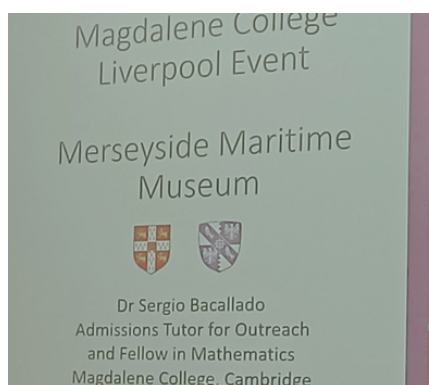 Magdalene College
Liverpool Event
Merseyside Maritime
Museum
Dr Sergio Bacallado
Admissions Tutor for Outreach
and Fellow in Mathematics
Magdalene College, Cambridge